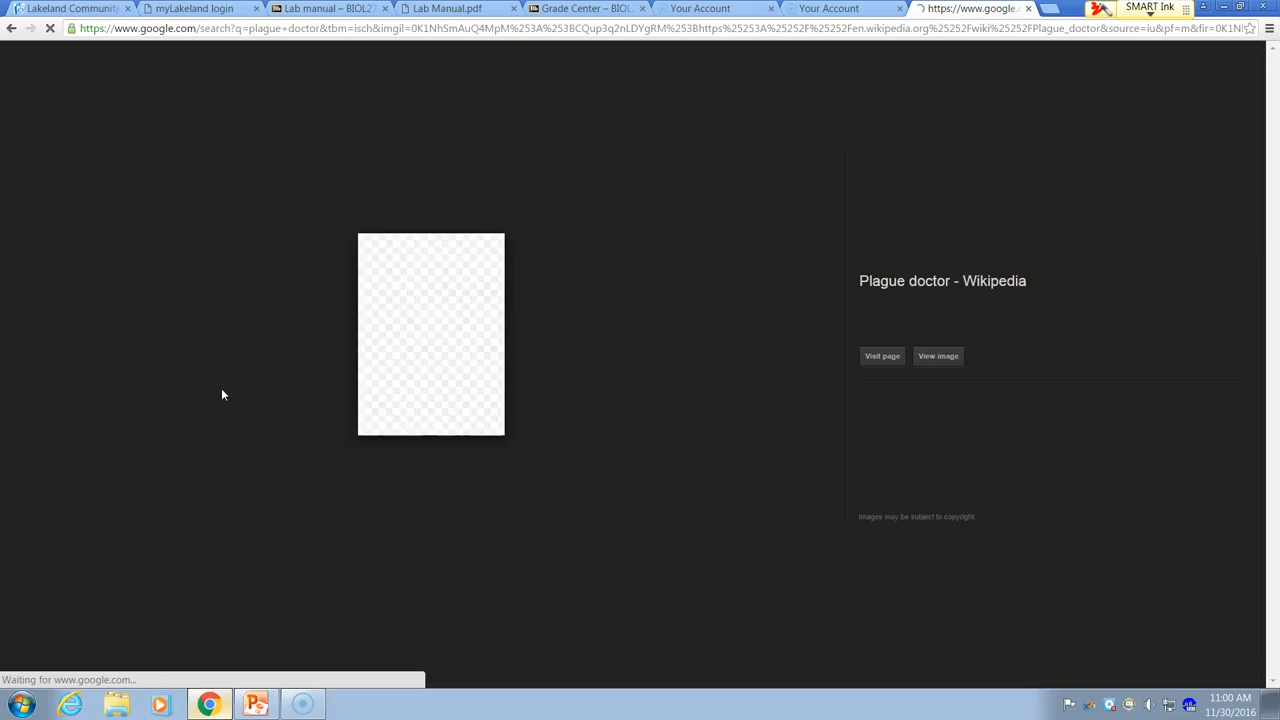 Lakeland Community
myLakeland login
Lab manual – BIOL27
Lab Manual.pdf
Grade Center – BIOL
Your Account
Your Account
https://www.google.c
SMART Ink
https://www.google.com/search?q=plague+doctor&tbm=isch&imgil=0K1NhSmAuQ4MpM%253A%253BCQup3q2nLDYgRM%253Bhttps%25253A%25252F%25252Fen.wikipedia.org%25252Fwiki%25252FPlague_doctor&source=iu&pf=m&fir=0K1N
Plague doctor - Wikipedia
Visit page
View image
Images may be subject to copyright.
Waiting for www.google.com...
11:00 AM
11/30/2016